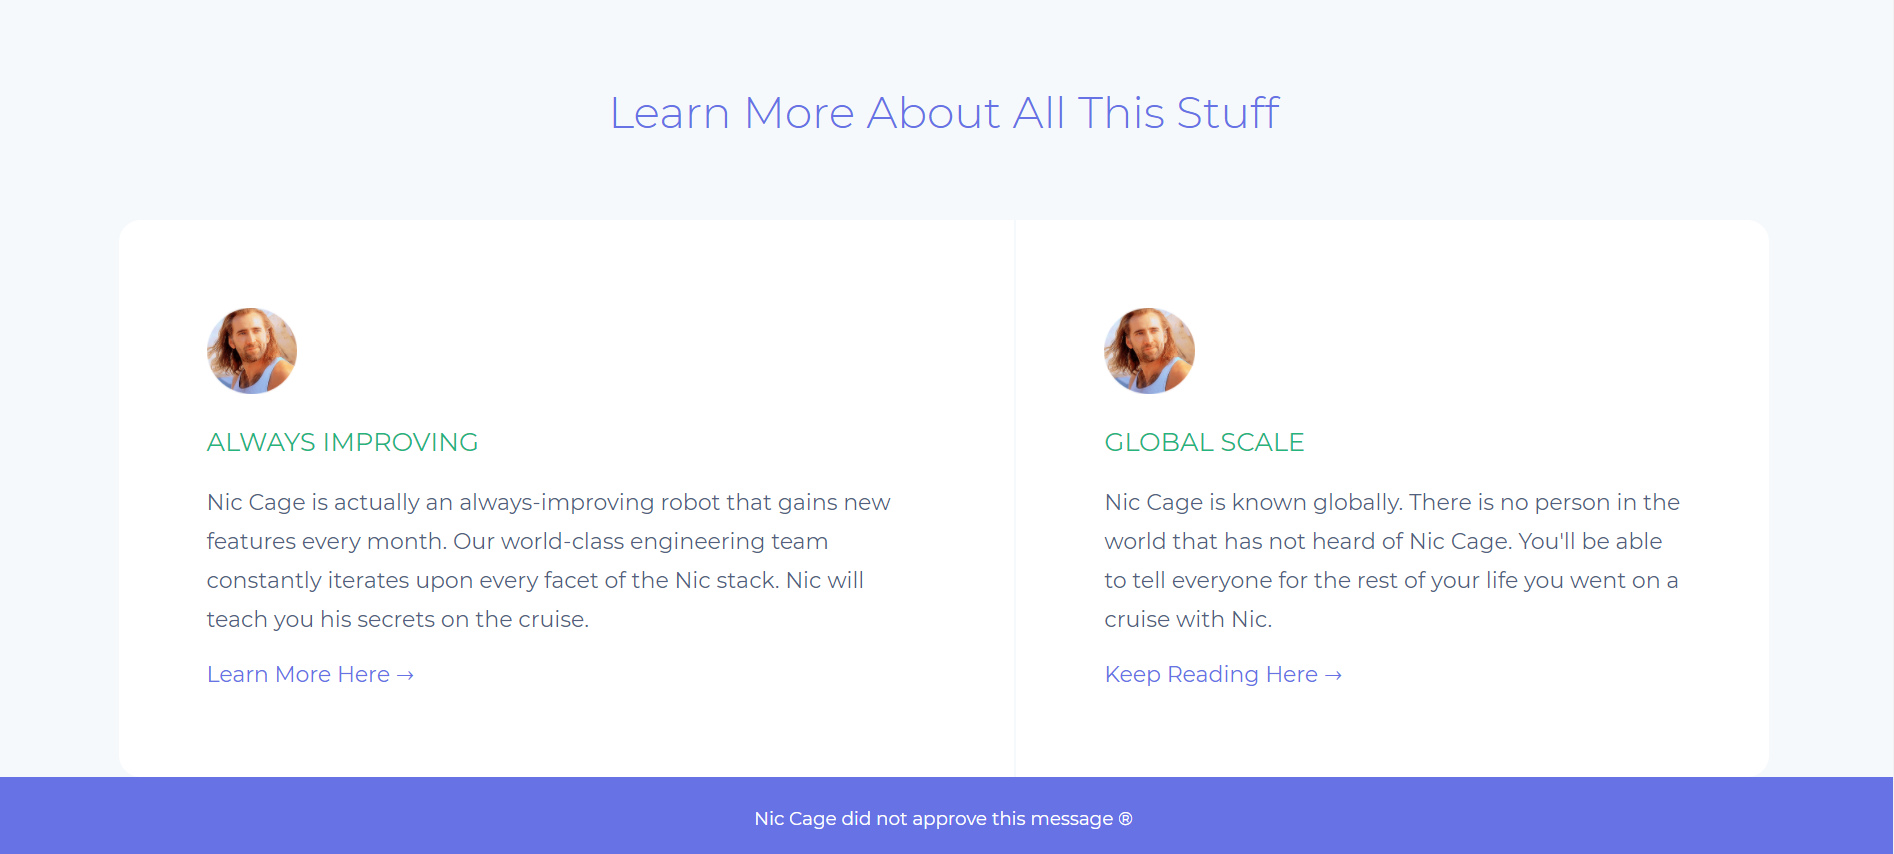 Learn More About All This Stuff
ALWAYS IMPROVING
Nic Cage is actually an always-improving robot that gains new
features every month. Our world-class engineering team
constantly iterates upon every facet of the Nic stack. Nic will
teach you his secrets on the cruise.
Learn More Here →
GLOBAL SCALE
Nic Cage is known globally. There is no person in the
world that has not heard of Nic Cage. You'll be able
to tell everyone for the rest of your life you went on a
cruise with Nic.
Keep Reading Here →
Nic Cage did not approve this message ®